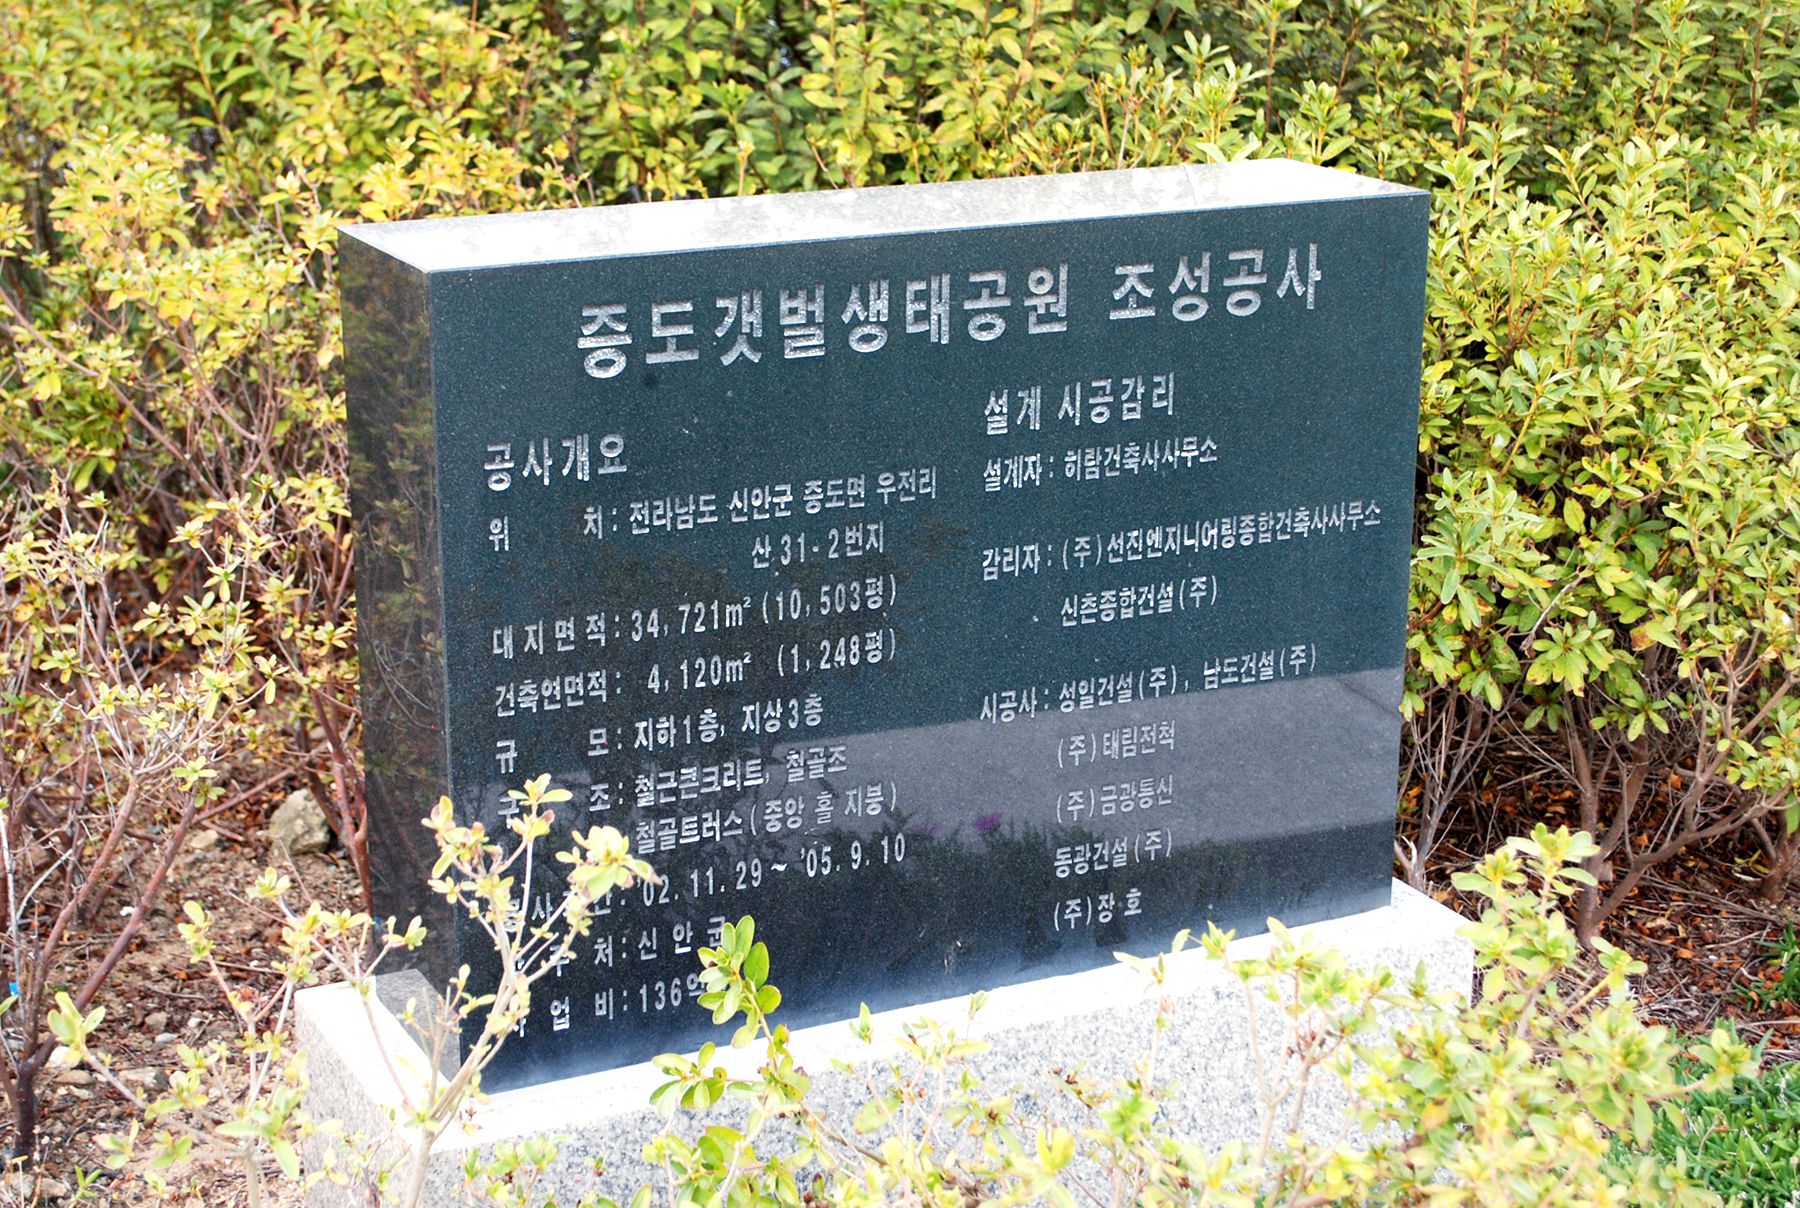 증도갯벌생태공원 조성공사
공사개요
위 처: 전라남도 신안군 증도면 우전리
산 31-2번지
대지면적: 34,721㎡ (10,503평)
건축연면적: 4,120㎡ (1,248평)
규 모: 지하1층, 지상3층
구 조: 철근콘크리트, 철골조
철골트러스(중앙 홀 지붕)
'02.11.29~'05.9.10
처: 신안군
사 업 비: 136억
설계 시공감리
설계자: 히람건축사사무소
감리자: (주)선진엔지니어링종합건축사사무소
신촌종합건설(주)
시공사: 성일건설(주), 남도건설(주)
(주)태림전척
(주)금광통신
동광건설(주)
(주)장호